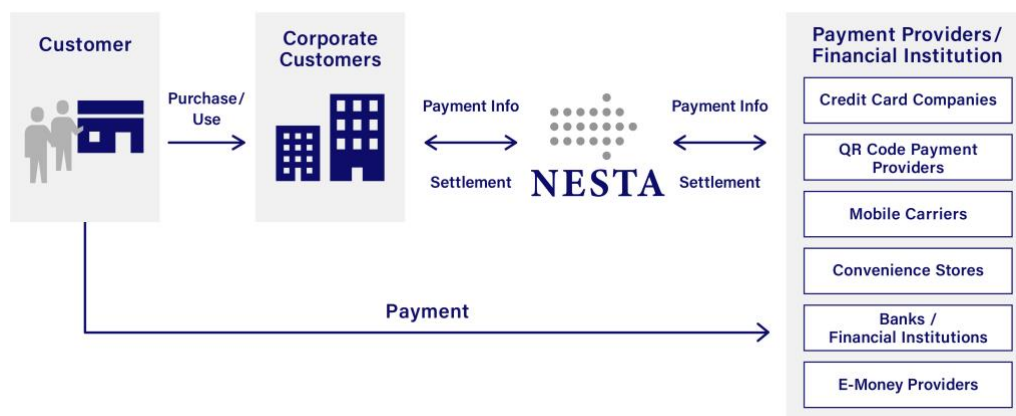 Customer
Corporate
Customers
Purchase/
Use
Payment Info
Settlement
NESTA
Payment Info
Settlement
Payment
Payment Providers/
Financial Institution
Credit Card Companies
QR Code Payment
Providers
Mobile Carriers
Convenience Stores
Banks /
Financial Institutions
E-Money Providers